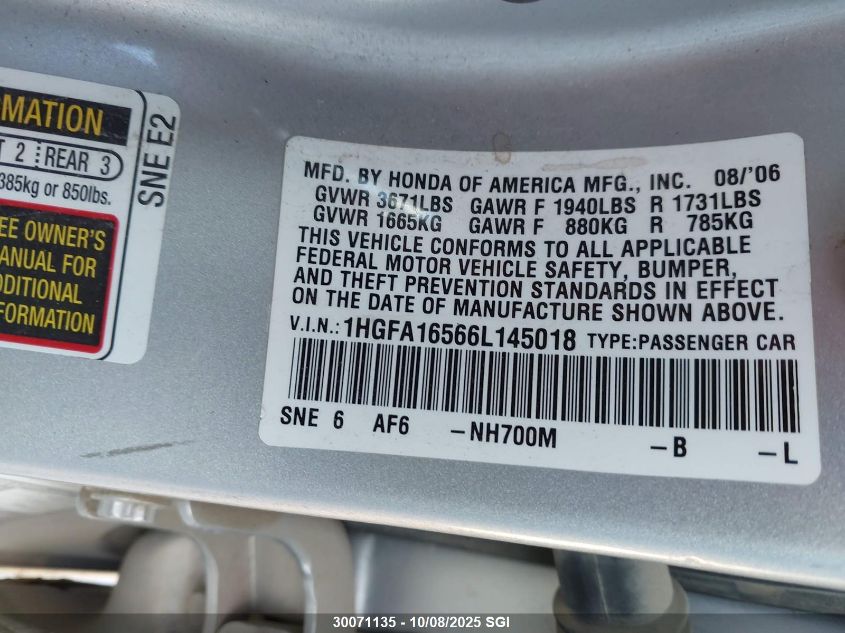 RMATION
T 2 REAR 3
385kg or 850lbs.
EE OWNER'S
MANUAL FOR
DDITIONAL
FORMATION
SNE E2
MFD. BY HONDA OF AMERICA MFG., INC. 08/'06
GVWR 3671LBS GAWR F 1940LBS R 1731LBS
GVWR 1665KG GAWR F 880KG R 785KG
THIS VEHICLE CONFORMS TO ALL APPLICABLE
FEDERAL MOTOR VEHICLE SAFETY, BUMPER,
AND THEFT PREVENTION STANDARDS IN EFFECT
ON THE DATE OF MANUFACTURE SHOWN ABOVE.
V.I.N.: 1HGFA16566L145018 TYPE:PASSENGER CAR
SNE 6 AF6 -NH700M -B -L
30071135 - 10/08/2025 SGI